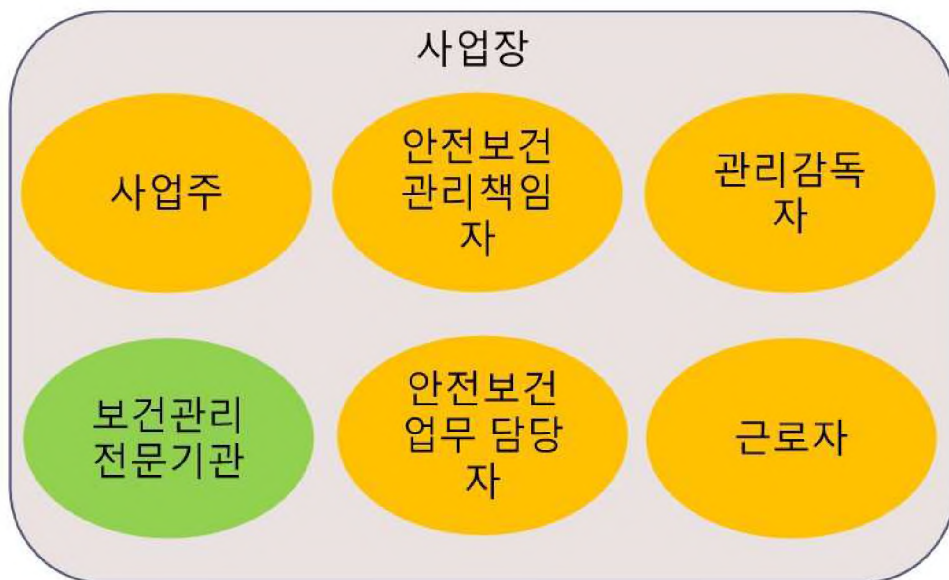 사업장
사업주
안전보건
관리책임
자
관리감독
자
보건관리
전문기관
안전보건
업무 담당
자
근로자